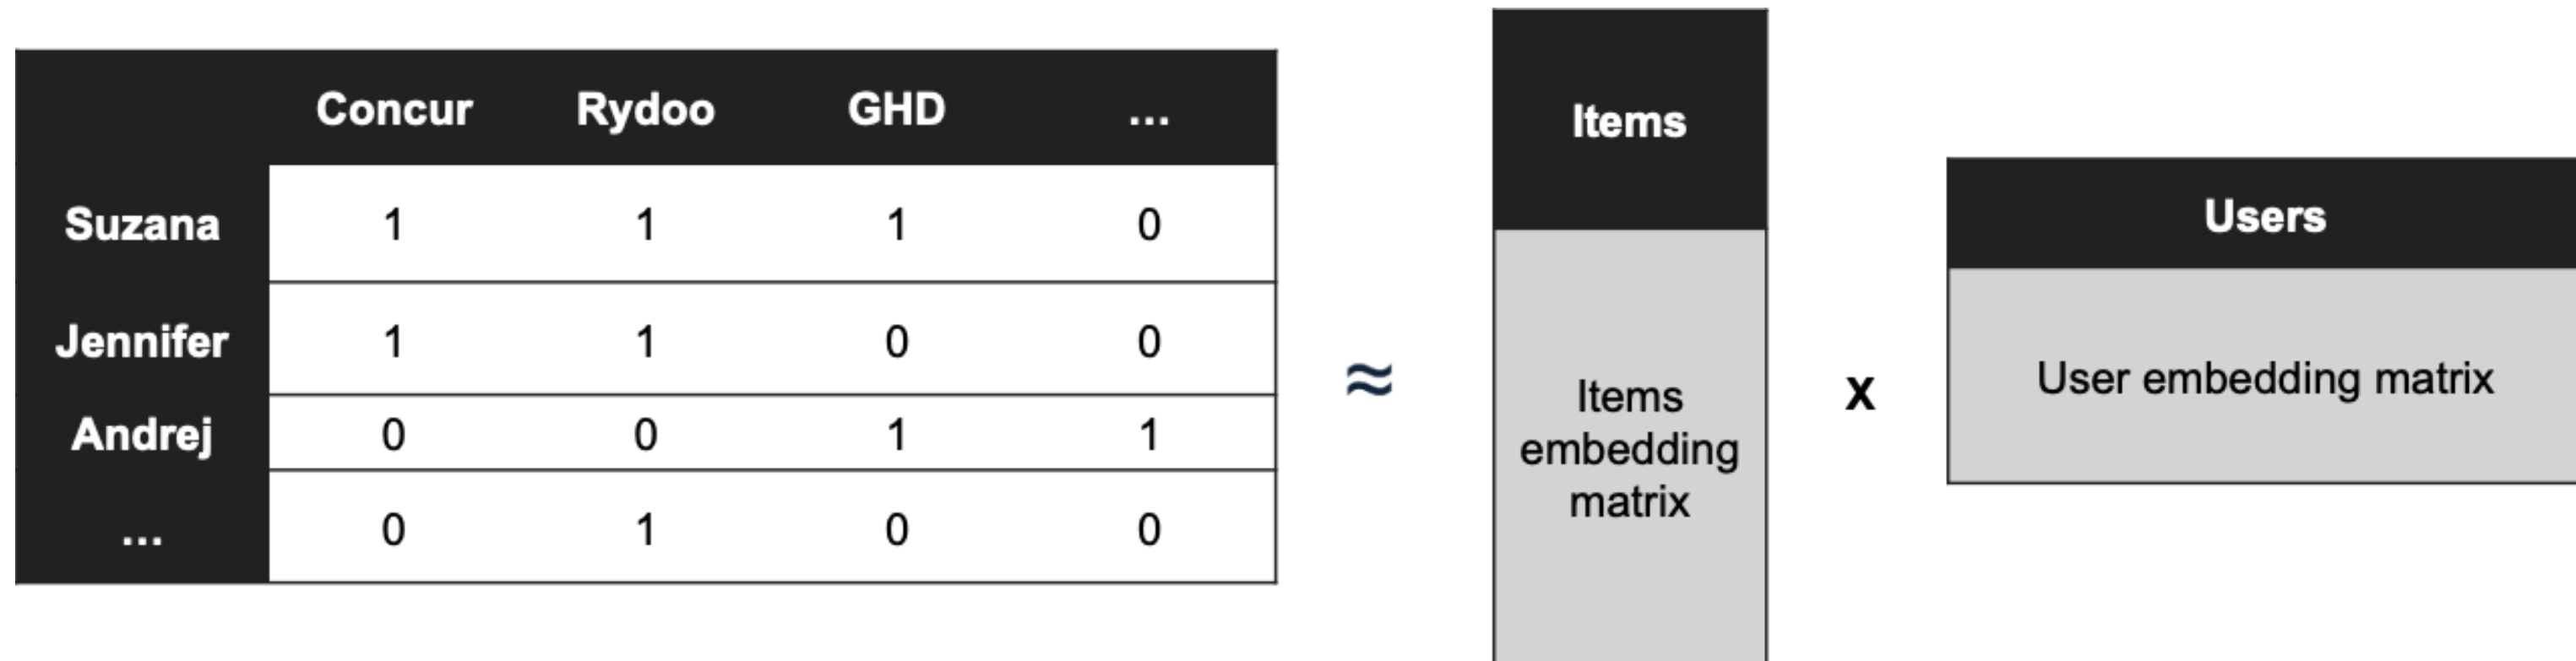 Concur Rydoo GHD ...
Suzana 1 1 1 0
Jennifer 1 1 0 0
Andrej 0 0 1 1
... 0 1 0 0
≈
Items
Items
embedding
matrix
x
Users
User embedding matrix